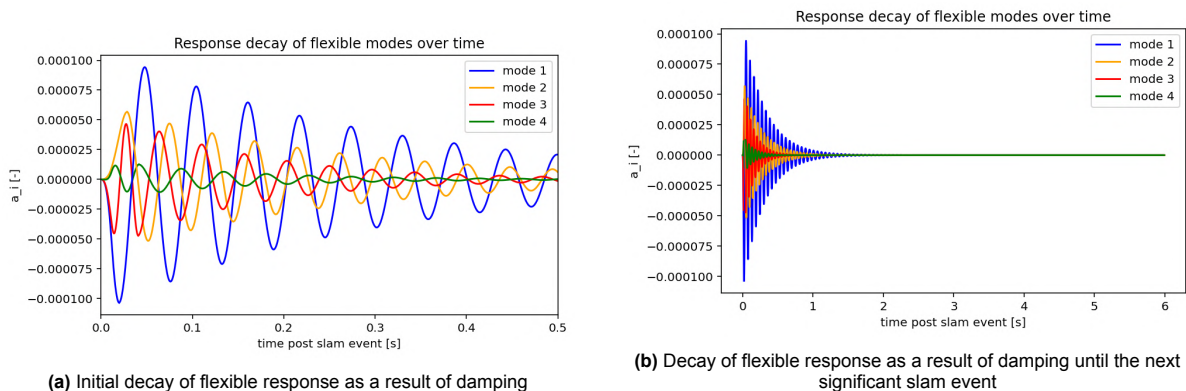 Response decay of flexible modes over time
a_i [-]
0.000100
0.000075
0.000050
0.000025
0.000000
−0.000025
−0.000050
−0.000075
−0.000100
mode 1
mode 2
mode 3
mode 4
0.0 0.1 0.2 0.3 0.4 0.5
time post slam event [s]
(a) Initial decay of flexible response as a result of damping
Response decay of flexible modes over time
a_i [-]
0.000100
0.000075
0.000050
0.000025
0.000000
−0.000025
−0.000050
−0.000075
−0.000100
mode 1
mode 2
mode 3
mode 4
0 1 2 3 4 5 6
time post slam event [s]
(b) Decay of flexible response as a result of damping until the next
significant slam event